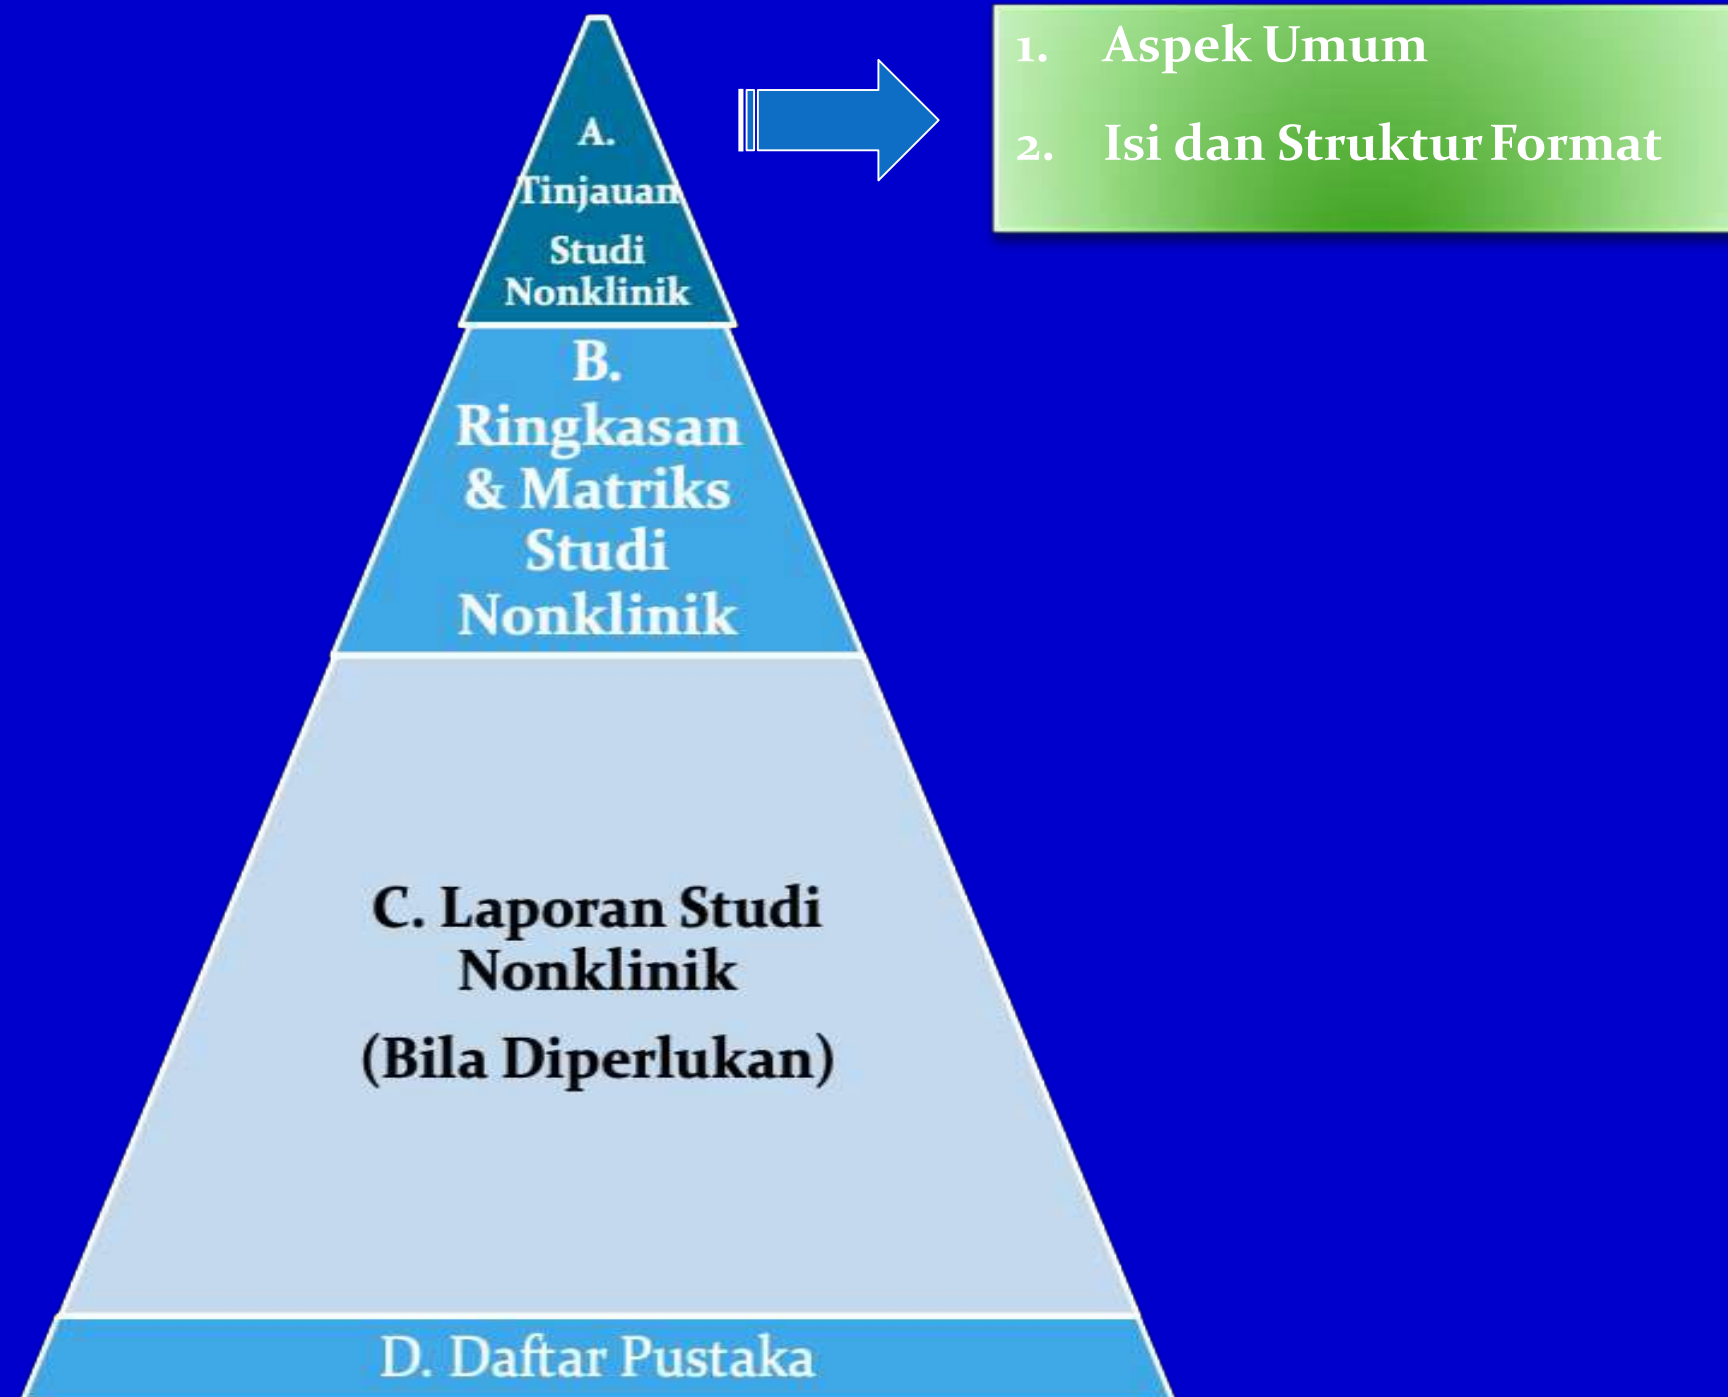 A.
Tinjauan
Studi
Nonklinik
1. Aspek Umum
2. Isi dan Struktur Format
B.
Ringkasan
& Matriks
Studi
Nonklinik
C. Laporan Studi
Nonklinik
(Bila Diperlukan)
D. Daftar Pustaka